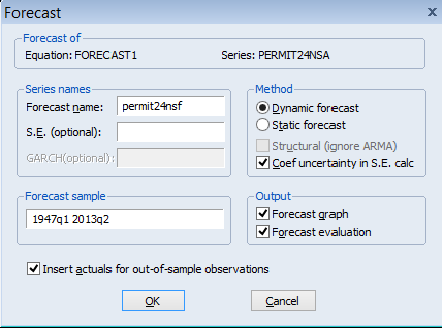 Forecast
Forecast of
Equation: FORECAST1 Series: PERMIT24NSA
Series names
Forecast name: permit24nsf
S.E. (optional):
GARCH(optional):
Method
Dynamic forecast
Static forecast
Structural (ignore ARMA)
Coef uncertainty in S.E. calc
Forecast sample
1947q1 2013q2
Output
Forecast graph
Forecast evaluation
Insert actuals for out-of-sample observations
OK Cancel